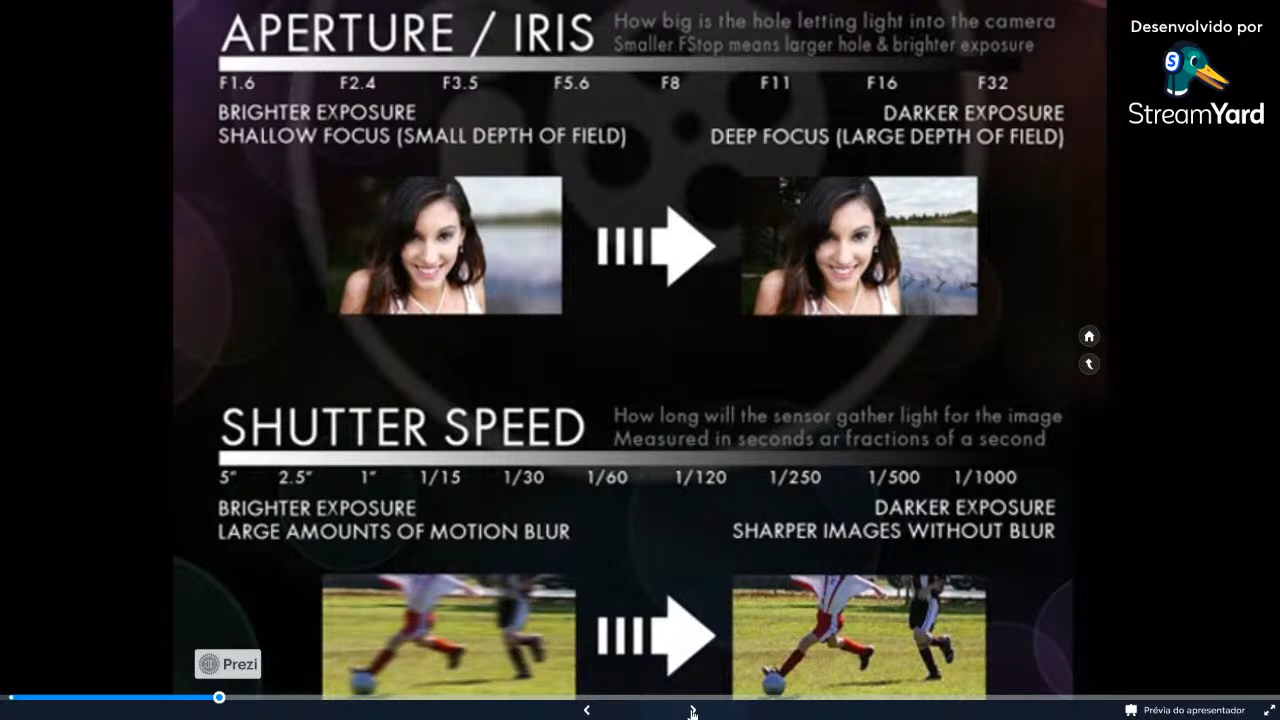 APERTURE / IRIS
How big is the hole letting light into the camera
Smaller FStop means larger hole & brighter exposure
F1.6 F2.4 F3.5 F5.6 F8 F11 F16 F32
BRIGHTER EXPOSURE
SHALLOW FOCUS (SMALL DEPTH OF FIELD)
DARKER EXPOSURE
DEEP FOCUS (LARGE DEPTH OF FIELD)
Desenvolvido por
StreamYard
SHUTTER SPEED
How long will the sensor gather light for the image
Measured in seconds ar fractions of a second
5" 2.5" 1" 1/15 1/30 1/60 1/120 1/250 1/500 1/1000
BRIGHTER EXPOSURE
LARGE AMOUNTS OF MOTION BLUR
DARKER EXPOSURE
SHARPER IMAGES WITHOUT BLUR
Prezi
Prévia do apresentador